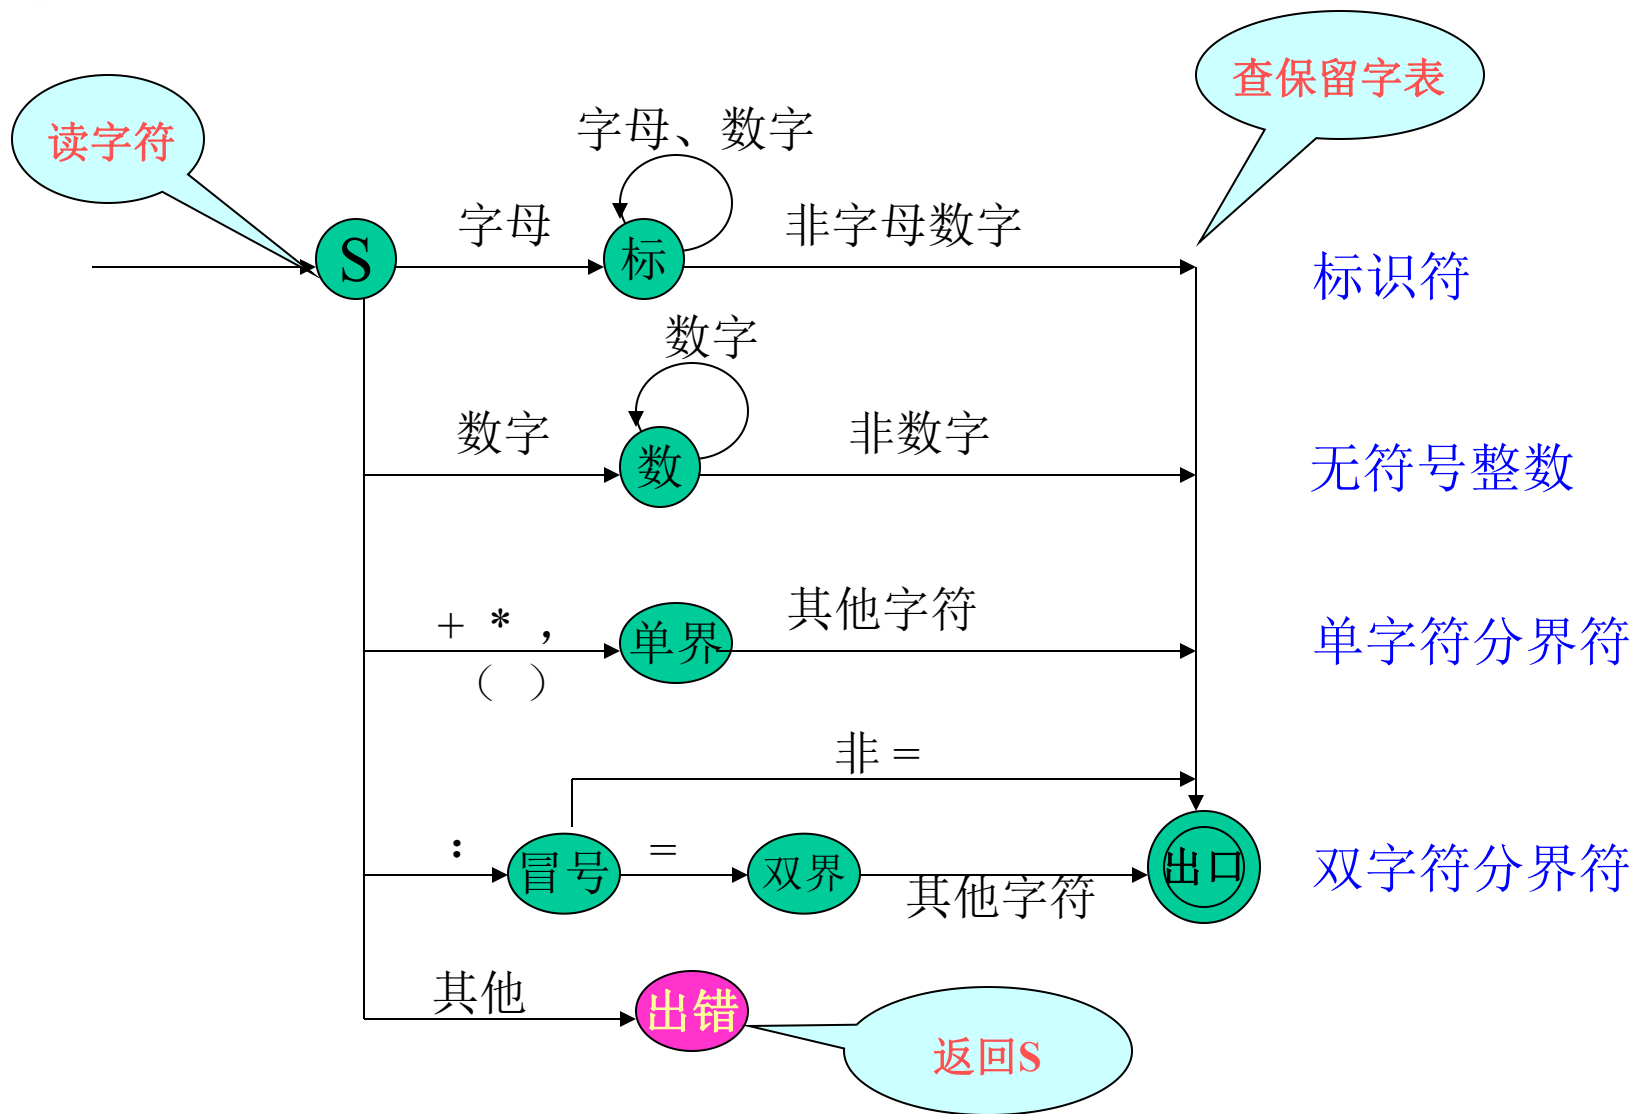 查保留字表
读字符
字母、数字
字母
非字母数字
S
标
标识符
数字
数字
非数字
数
无符号整数
+ * ，
（ ）
其他字符
单界
单字符分界符
非 =
：
=
冒号
双界
其他字符
出口
双字符分界符
其他
出错
返回S